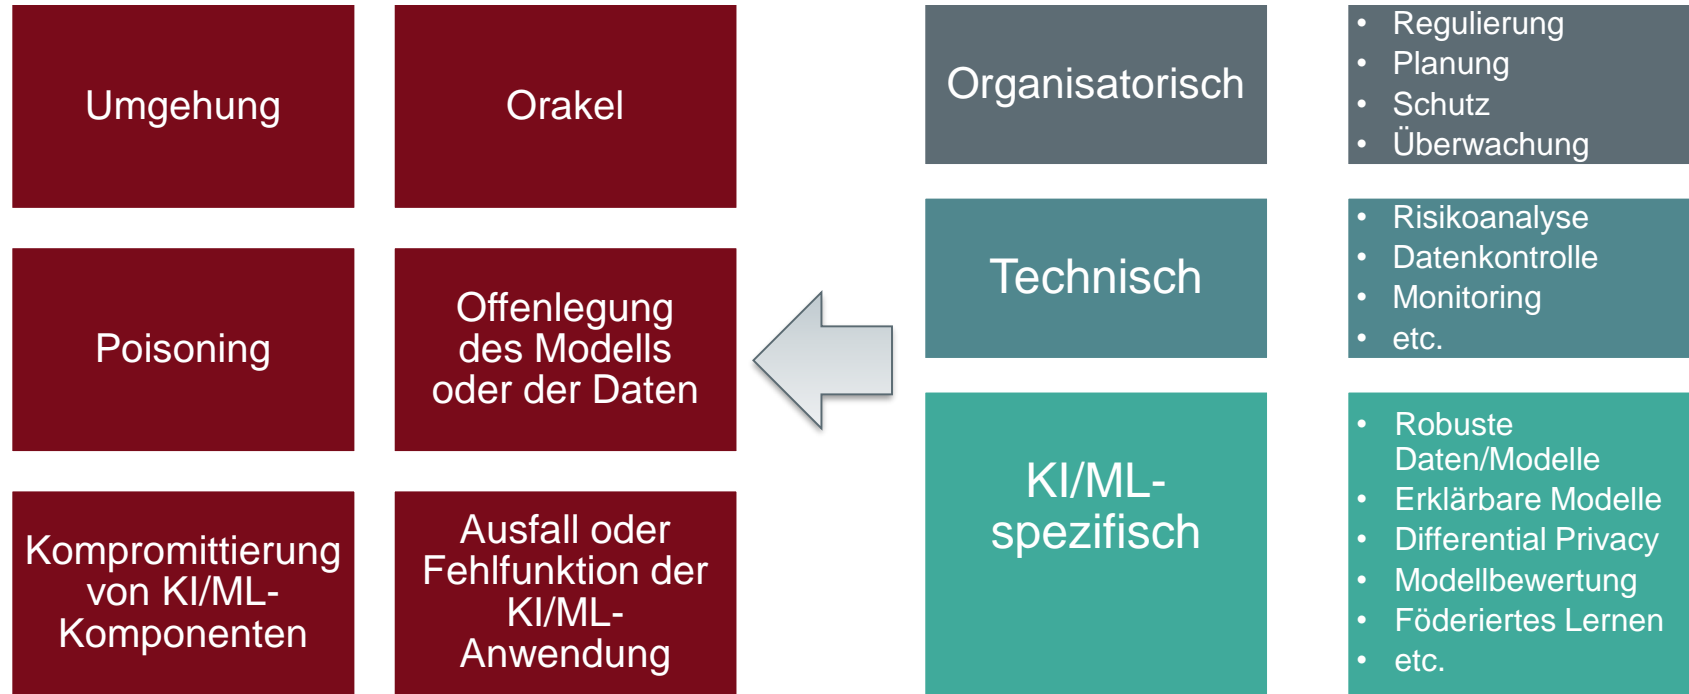 Umgehung
Orakel
Poisoning
Offenlegung
des Modells
oder der Daten
Kompromittierung
von KI/ML-
Komponenten
Ausfall oder
Fehlfunktion der
KI/ML-
Anwendung
Organisatorisch
• Regulierung
• Planung
• Schutz
• Überwachung
Technisch
• Risikoanalyse
• Datenkontrolle
• Monitoring
• etc.
KI/ML-
spezifisch
• Robuste
Daten/Modelle
• Erklärbare Modelle
• Differential Privacy
• Modellbewertung
• Föderiertes Lernen
• etc.